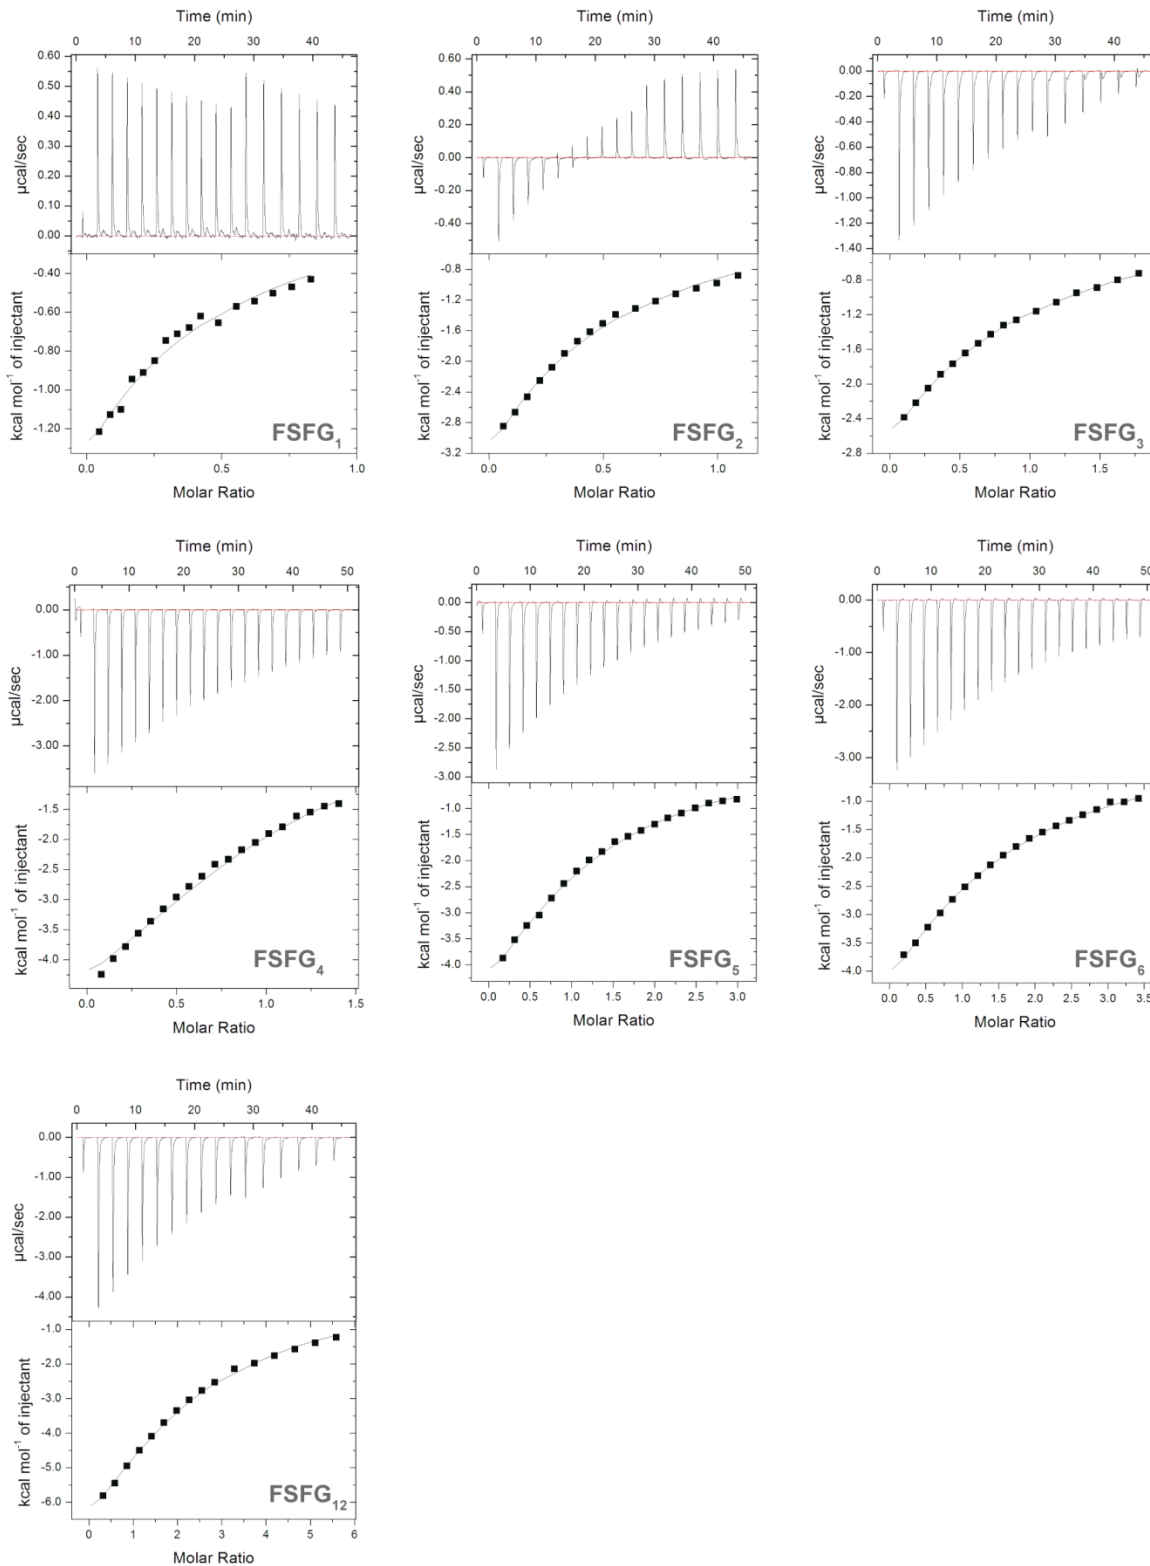 Time (min)
0 10 20 30 40
0.60
0.50
0.40
0.30
0.20
0.10
0.00
µcal/sec
-0.40
-0.60
-0.80
-1.00
-1.20
kcal mol⁻¹ of injectant
FSFG₁
0.0 0.5 1.0
Molar Ratio
Time (min)
0 10 20 30 40
0.60
0.40
0.20
0.00
-0.20
-0.40
µcal/sec
-0.8
-1.2
-1.6
-2.0
-2.4
-2.8
-3.2
kcal mol⁻¹ of injectant
FSFG₂
0.0 0.5 1.0
Molar Ratio
Time (min)
0 10 20 30 40
0.00
-0.20
-0.40
-0.60
-0.80
-1.00
-1.20
-1.40
µcal/sec
-0.8
-1.2
-1.6
-2.0
-2.4
-2.8
kcal mol⁻¹ of injectant
FSFG₃
0.0 0.5 1.0 1.5
Molar Ratio
Time (min)
0 10 20 30 40 50
0.00
-1.00
-2.00
-3.00
µcal/sec
-1.5
-2.0
-2.5
-3.0
-3.5
-4.0
kcal mol⁻¹ of injectant
FSFG₄
0.0 0.5 1.0 1.5
Molar Ratio
Time (min)
0 10 20 30 40 50
0.00
-0.50
-1.00
-1.50
-2.00
-2.50
-3.00
µcal/sec
-1.0
-1.5
-2.0
-2.5
-3.0
-3.5
-4.0
kcal mol⁻¹ of injectant
FSFG₅
0.0 0.5 1.0 1.5 2.0 2.5 3.0
Molar Ratio
Time (min)
0 10 20 30 40 50
0.00
-1.00
-2.00
-3.00
µcal/sec
-1.0
-1.5
-2.0
-2.5
-3.0
-3.5
-4.0
kcal mol⁻¹ of injectant
FSFG₆
0.0 0.5 1.0 1.5 2.0 2.5 3.0 3.5
Molar Ratio
Time (min)
0 10 20 30 40
0.00
-1.00
-2.00
-3.00
-4.00
µcal/sec
-1.0
-2.0
-3.0
-4.0
-5.0
-6.0
kcal mol⁻¹ of injectant
FSFG₁₂
0 1 2 3 4 5 6
Molar Ratio